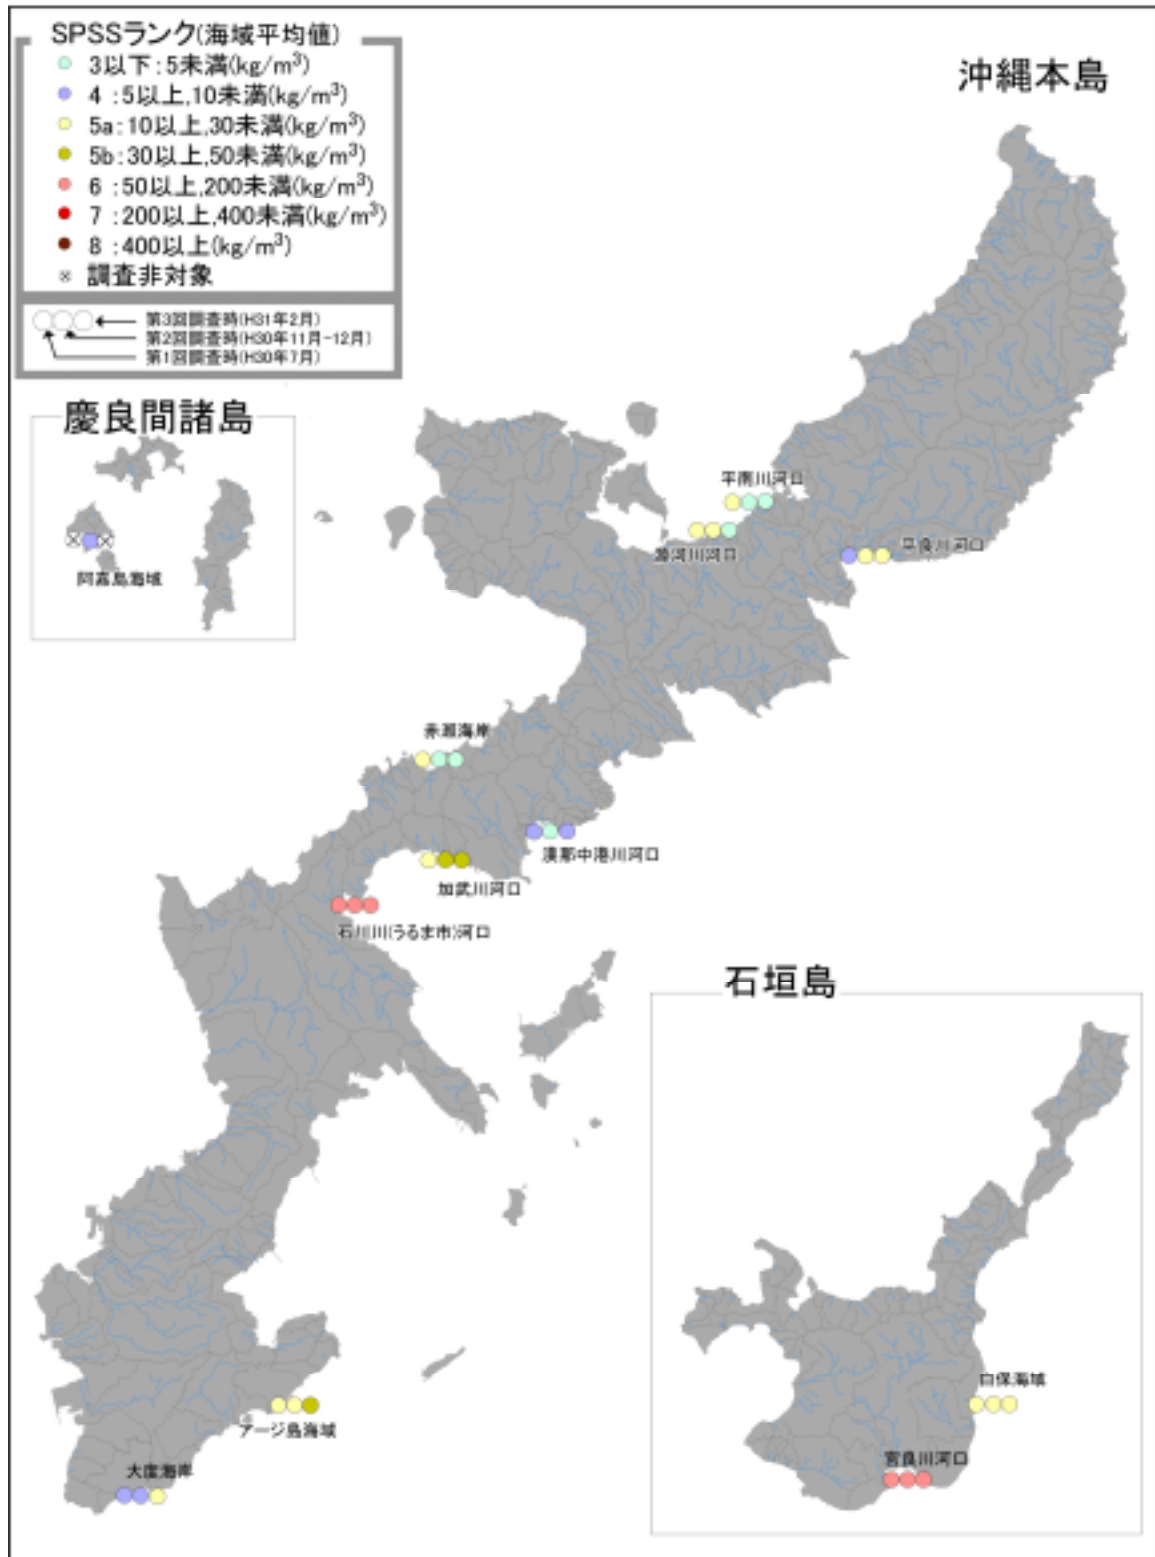 SPSSランク(海域平均値)
3以下:5未満(kg/m³)
4 :5以上,10未満(kg/m³)
5a:10以上,30未満(kg/m³)
5b:30以上,50未満(kg/m³)
6 :50以上,200未満(kg/m³)
7 :200以上,400未満(kg/m³)
8 :400以上(kg/m³)
調査非対象
第3回調査時(H31年2月)
第2回調査時(H30年11月-12月)
第1回調査時(H30年7月)
沖縄本島
慶良間諸島
阿嘉島海域
平南川河口
源河川河口
平良川河口
赤瀬海岸
漢那中港川河口
加武川河口
石川川(うるま市)河口
石垣島
白保海域
宮良川河口
アージ島海域
大度海岸